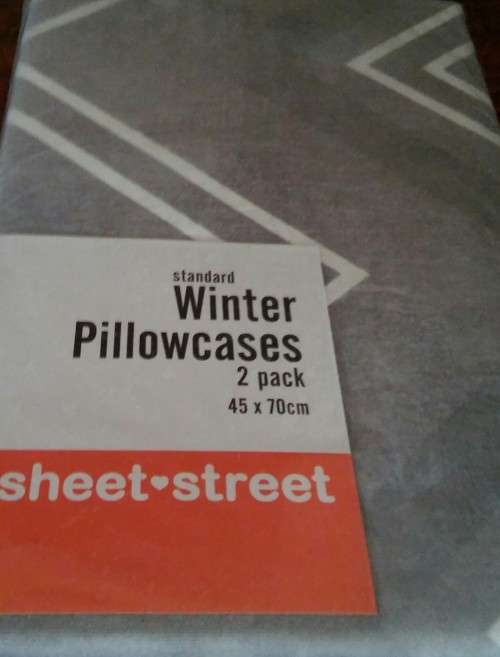 standard
Winter
Pillowcases
2 pack
45 x 70cm
sheet♥street